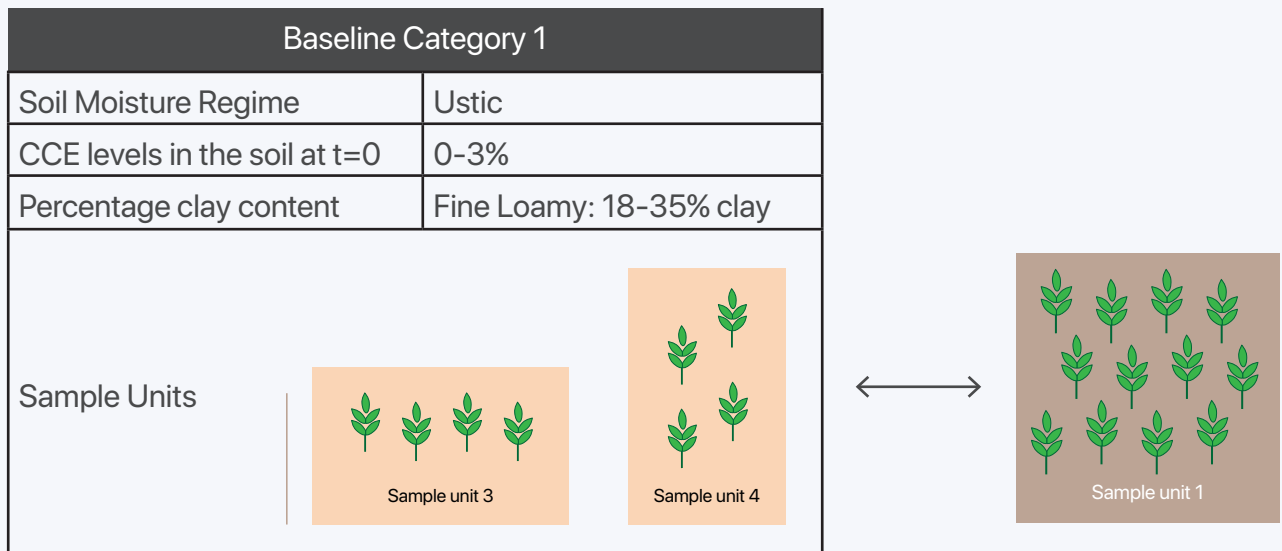 Baseline Category 1
Soil Moisture Regime
Ustic
CCE levels in the soil at t=0
0-3%
Percentage clay content
Fine Loamy: 18-35% clay
Sample Units
Sample unit 3
Sample unit 4
Sample unit 1